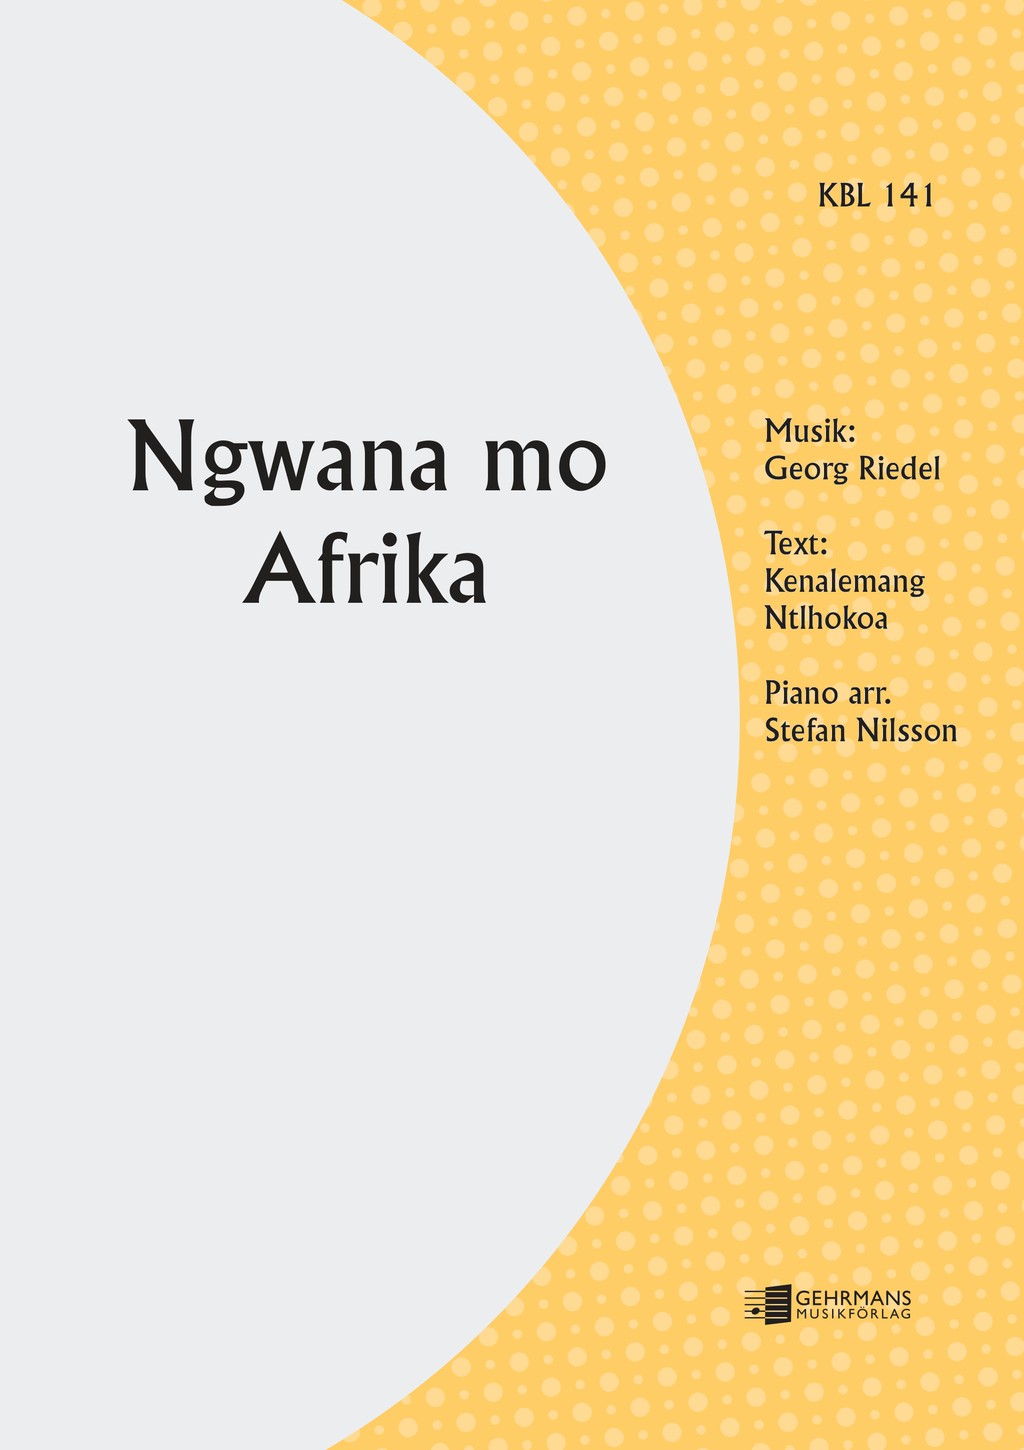 KBL 141
Ngwana mo
Afrika
Musik:
Georg Riedel
Text:
Kenalemang
Ntlhokoa
Piano arr.
Stefan Nilsson
GEHRMANS
MUSIKFÖRLAG